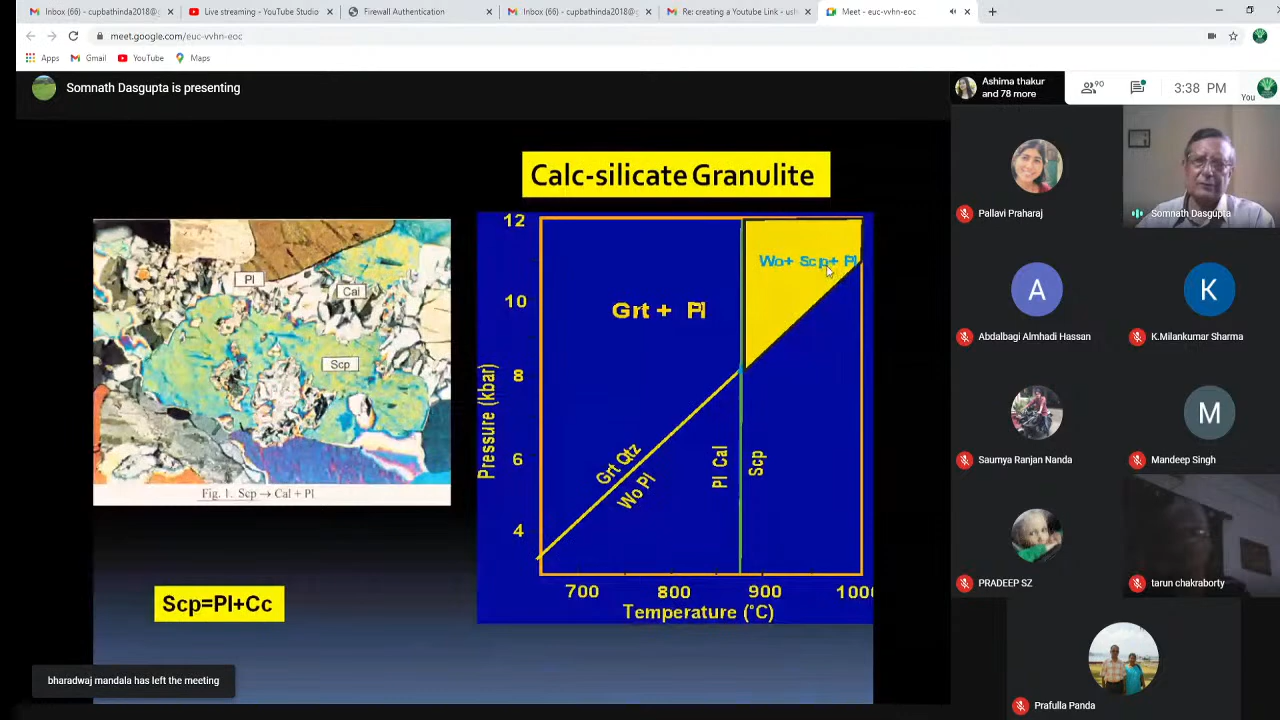 Inbox (66) - cupbathinda2018@g
Live streaming - YouTube Studio
Firewall Authentication
Inbox (66) - cupbathinda2018@g
Re: creating a Youtube Link - ush
Meet - euc-vvhn-eoc
meet.google.com/euc-vvhn-eoc
Apps
Gmail
YouTube
Maps
Somnath Dasgupta is presenting
Ashima thakur
and 78 more
90
3:38 PM
You
Calc-silicate Granulite
Pl
Cal
Scp
Fig. 1. Scp → Cal + Pl
Scp=Pl+Cc
12
10
8
6
4
Pressure (kbar)
Wo+ Scp+ Pl
Grt + Pl
Grt Qtz
Wo Pl
Pl Cal
Scp
700
800
900
100
Temperature (°C)
Pallavi Praharaj
Somnath Dasgupta
A
Abdalbagi Almhadi Hassan
K
K.Milankumar Sharma
Saumya Ranjan Nanda
M
Mandeep Singh
PRADEEP SZ
tarun chakraborty
Prafulla Panda
bharadwaj mandala has left the meeting